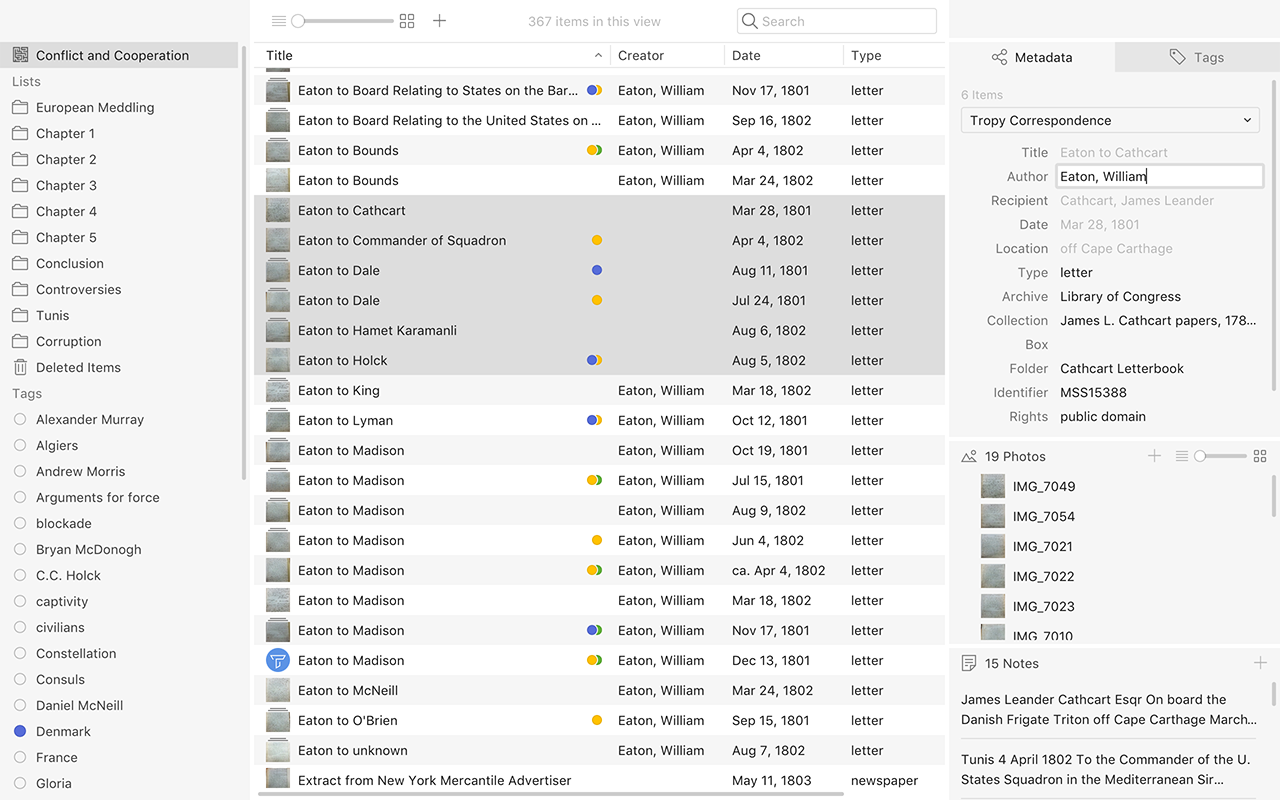 367 items in this view
Search
Conflict and Cooperation
Lists
European Meddling
Chapter 1
Chapter 2
Chapter 3
Chapter 4
Chapter 5
Conclusion
Controversies
Tunis
Corruption
Deleted Items
Tags
Alexander Murray
Algiers
Andrew Morris
Arguments for force
blockade
Bryan McDonogh
C.C. Holck
captivity
civilians
Constellation
Consuls
Daniel McNeill
Denmark
France
Gloria
Title Creator Date Type
Eaton to Board Relating to States on the Bar... Eaton, William Nov 17, 1801 letter
Eaton to Board Relating to the United States on ... Eaton, William Sep 16, 1802 letter
Eaton to Bounds Eaton, William Apr 4, 1802 letter
Eaton to Bounds Eaton, William Mar 24, 1802 letter
Eaton to Cathcart Mar 28, 1801 letter
Eaton to Commander of Squadron Apr 4, 1802 letter
Eaton to Dale Aug 11, 1801 letter
Eaton to Dale Jul 24, 1801 letter
Eaton to Hamet Karamanli Aug 6, 1802 letter
Eaton to Holck Aug 5, 1802 letter
Eaton to King Eaton, William Mar 18, 1802 letter
Eaton to Lyman Eaton, William Oct 12, 1801 letter
Eaton to Madison Eaton, William Oct 19, 1801 letter
Eaton to Madison Eaton, William Jul 15, 1801 letter
Eaton to Madison Eaton, William Aug 9, 1802 letter
Eaton to Madison Eaton, William Jun 4, 1802 letter
Eaton to Madison Eaton, William ca. Apr 4, 1802 letter
Eaton to Madison Eaton, William Mar 18, 1802 letter
Eaton to Madison Eaton, William Nov 17, 1801 letter
Eaton to Madison Eaton, William Dec 13, 1801 letter
Eaton to McNeill Eaton, William Mar 24, 1802 letter
Eaton to O'Brien Eaton, William Sep 15, 1801 letter
Eaton to unknown Eaton, William Aug 7, 1802 letter
Extract from New York Mercantile Advertiser May 11, 1803 newspaper
Metadata Tags
6 Items
Tropy Correspondence
Title Eaton to Cathcart
Author Eaton, William
Recipient Cathcart, James Leander
Date Mar 28, 1801
Location off Cape Carthage
Type letter
Archive Library of Congress
Collection James L. Cathcart papers, 178...
Box
Folder Cathcart Letterbook
Identifier MSS15388
Rights public domain
19 Photos
IMG_7049
IMG_7054
IMG_7021
IMG_7022
IMG_7023
IMG_7010
15 Notes
James Leander Cathcart Esqr On board the
Danish Frigate Triton off Cape Carthage March...
Tunis 4 April 1802 To the Commander of the U.
States Squadron in the Mediterranean Sir...